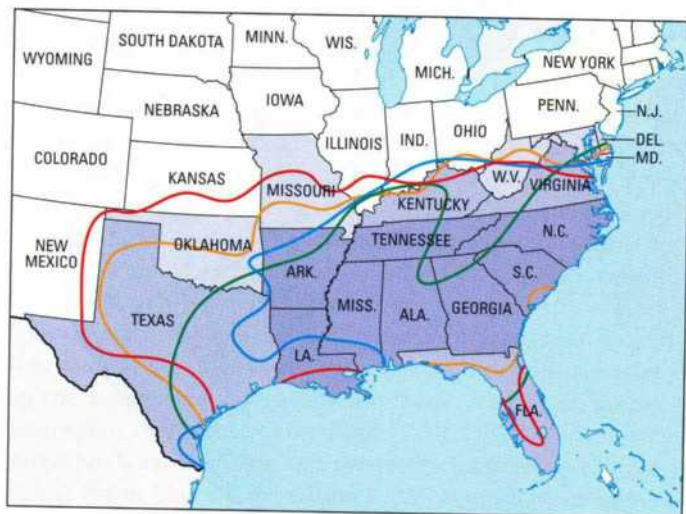 WYOMING
SOUTH DAKOTA
MINN.
WIS.
MICH.
NEW YORK
NEBRASKA
IOWA
PENN.
N.J.
ILLINOIS
IND.
OHIO
DEL.
MD.
COLORADO
KANSAS
MISSOURI
W.V.
VIRGINIA
KENTUCKY
NEW
MEXICO
OKLAHOMA
TENNESSEE
N.C.
ARK.
S.C.
TEXAS
MISS.
ALA.
GEORGIA
LA.
FLA.